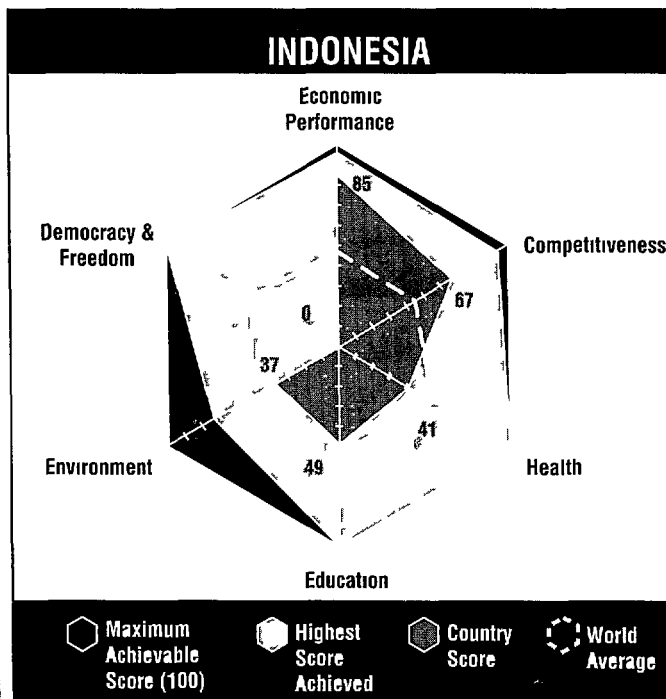 INDONESIA
Economic
Performance
85
Democracy &
Freedom
Competitiveness
67
0
37
41
49
Environment
Health
Education
Maximum
Achievable
Score (100)
Highest
Score
Achieved
Country
Score
World
Average